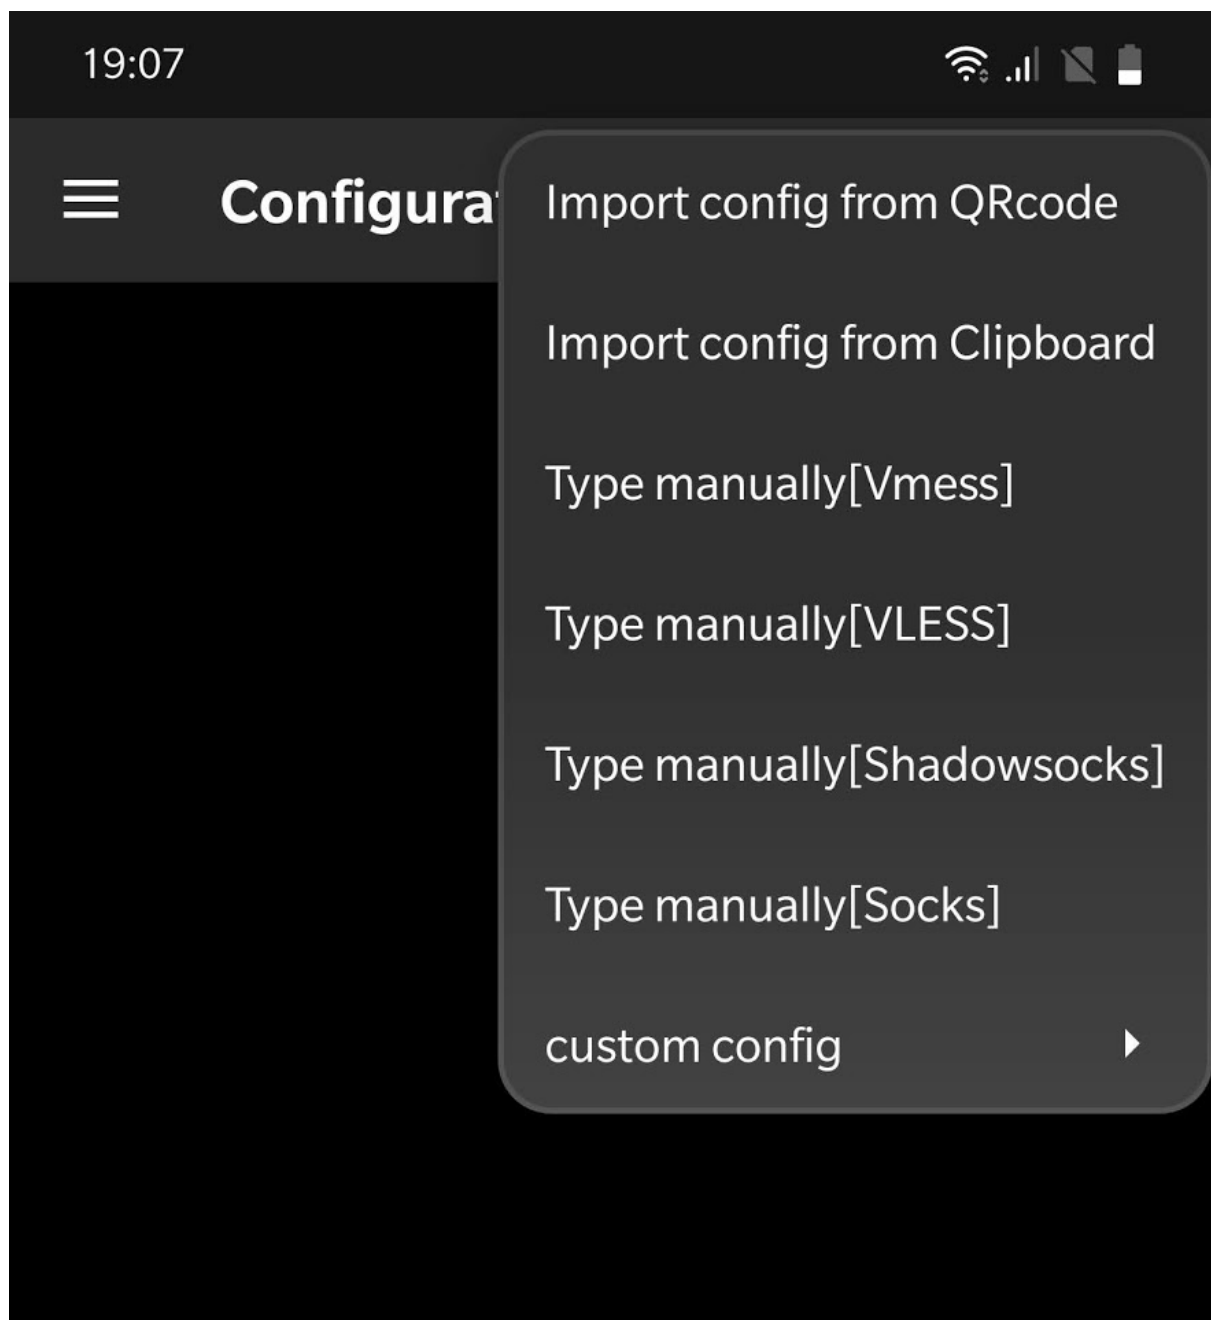 19:07
Configura
Import config from QRcode
Import config from Clipboard
Type manually[Vmess]
Type manually[VLESS]
Type manually[Shadowsocks]
Type manually[Socks]
custom config